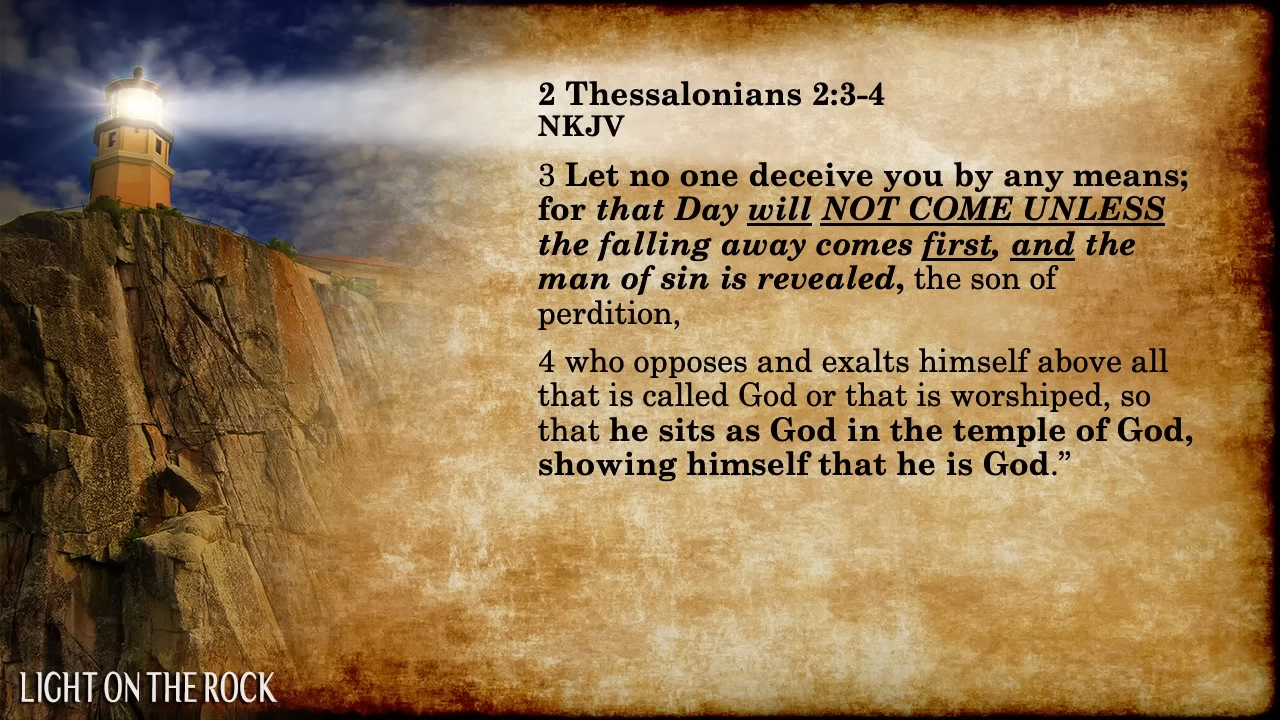 2 Thessalonians 2:3-4
NKJV
3 Let no one deceive you by any means;
for that Day will NOT COME UNLESS
the falling away comes first, and the
man of sin is revealed, the son of
perdition,
4 who opposes and exalts himself above all
that is called God or that is worshiped, so
that he sits as God in the temple of God,
showing himself that he is God.”
LIGHT ON THE ROCK